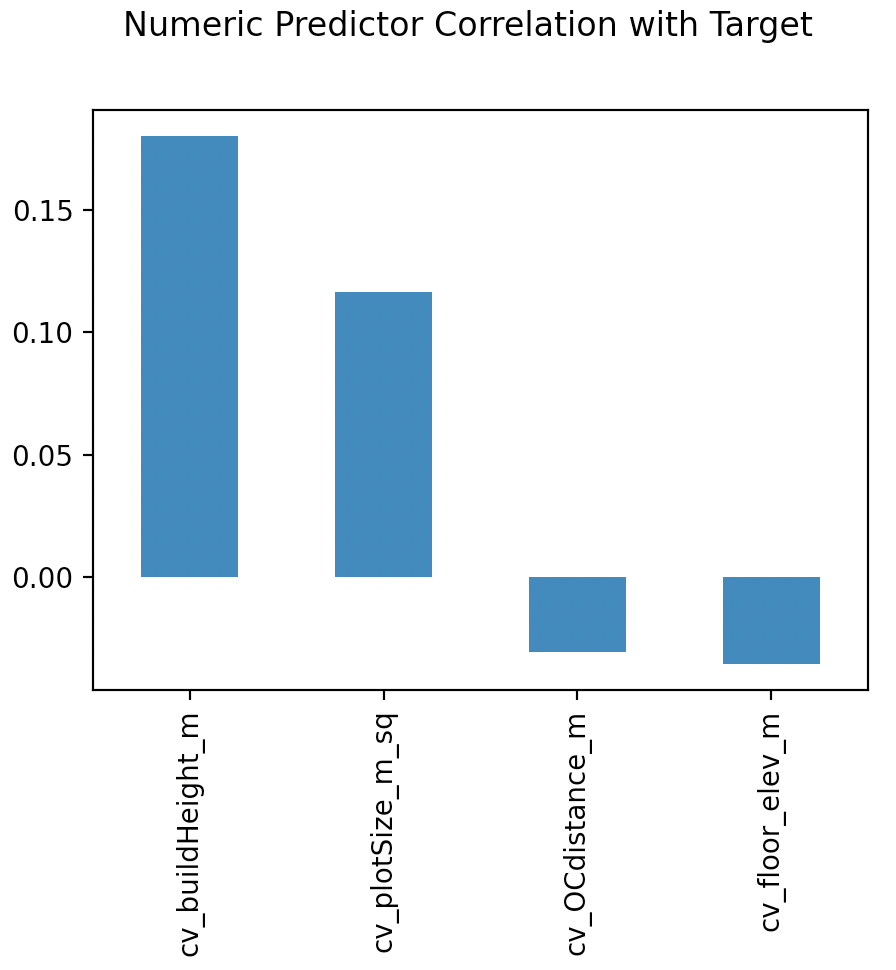 Numeric Predictor Correlation with Target
0.15
0.10
0.05
0.00
cv_buildHeight_m
cv_plotSize_m_sq
cv_OCdistance_m
cv_floor_elev_m